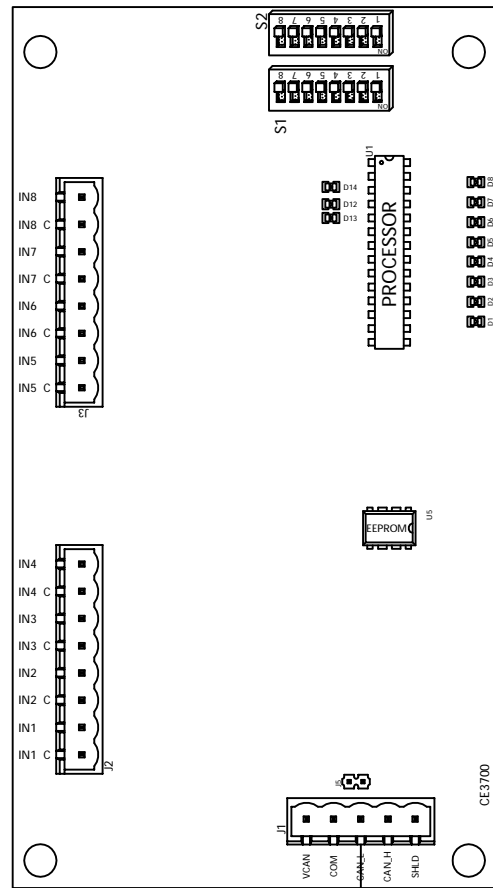 S2
8 7 6 5 4 3 2 1
NO
8 7 6 5 4 3 2 1
NO
S1
U1
PROCESSOR
D14
D12
D13
D8
D7
D6
D5
D4
D3
D2
D1
IN8
IN8 C
IN7
IN7 C
IN6
IN6 C
IN5
IN5 C
J3
EEPROM
U5
IN4
IN4 C
IN3
IN3 C
IN2
IN2 C
IN1
IN1 C
J2
J5
J1
VCAN
COM
CAN_L
CAN_H
SHLD
CE3700